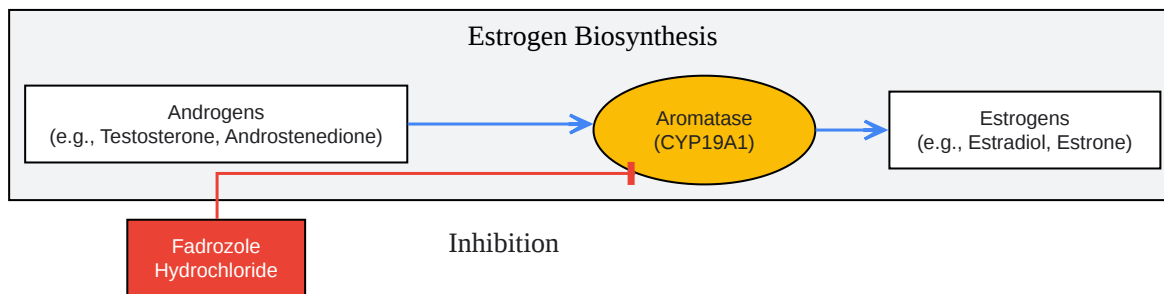 Estrogen Biosynthesis
Androgens
(e.g., Testosterone, Androstenedione)
Aromatase
(CYP19A1)
Estrogens
(e.g., Estradiol, Estrone)
Fadrozole
Hydrochloride
Inhibition